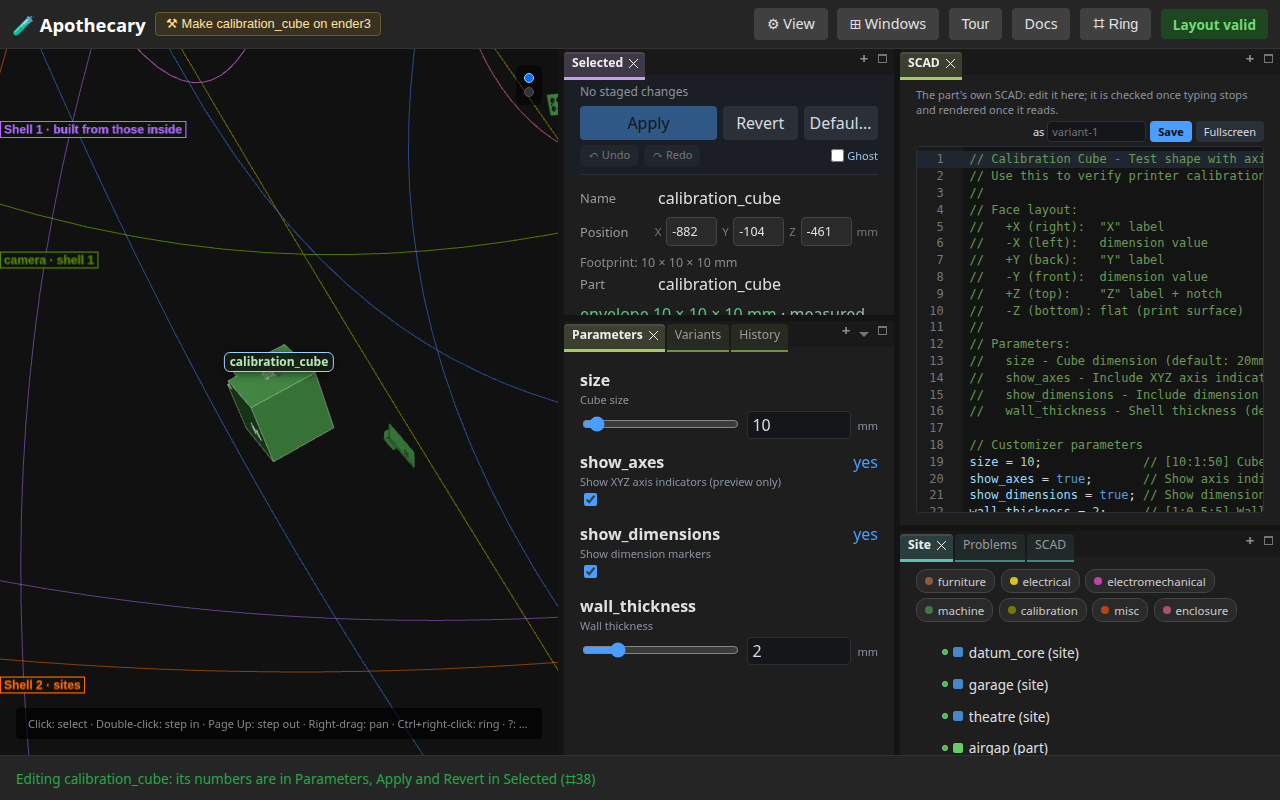 🧪 Apothecary
⚒ Make calibration_cube on ender3
⚙ View
⊞ Windows
Tour
Docs
⌗ Ring
Layout valid
Shell 1 · built from those inside
camera · shell 1
calibration_cube
Shell 2 · sites
Click: select · Double-click: step in · Page Up: step out · Right-drag: pan · Ctrl+right-click: ring · ?: ...
Selected
No staged changes
Apply
Revert
Defaul...
↶ Undo
↷ Redo
Ghost
Name calibration_cube
Position X -882 Y -104 Z -461 mm
Footprint: 10 × 10 × 10 mm
Part calibration_cube
envelope 10 × 10 × 10 mm · measured
Parameters
Variants
History
size
Cube size
10 mm
show_axes yes
Show XYZ axis indicators (preview only)
show_dimensions yes
Show dimension markers
wall_thickness
Wall thickness
2 mm
SCAD
The part's own SCAD: edit it here; it is checked once typing stops
and rendered once it reads.
as variant-1 Save Fullscreen
1 // Calibration Cube - Test shape with axi
2 // Use this to verify printer calibration
3 //
4 // Face layout:
5 //   +X (right):  "X" label
6 //   -X (left):   dimension value
7 //   +Y (back):   "Y" label
8 //   -Y (front):  dimension value
9 //   +Z (top):    "Z" label + notch
10 //   -Z (bottom): flat (print surface)
11 //
12 // Parameters:
13 //   size - Cube dimension (default: 20mm
14 //   show_axes - Include XYZ axis indicat
15 //   show_dimensions - Include dimension
16 //   wall_thickness - Shell thickness (de
17
18 // Customizer parameters
19 size = 10;              // [10:1:50] Cube
20 show_axes = true;       // Show axis indi
21 show_dimensions = true; // Show dimension
22 wall_thickness = 2;     // [1:0.5:5] Wall
Site
Problems
SCAD
furniture
electrical
electromechanical
machine
calibration
misc
enclosure
datum_core (site)
garage (site)
theatre (site)
airgap (part)
Editing calibration_cube: its numbers are in Parameters, Apply and Revert in Selected (⌗38)